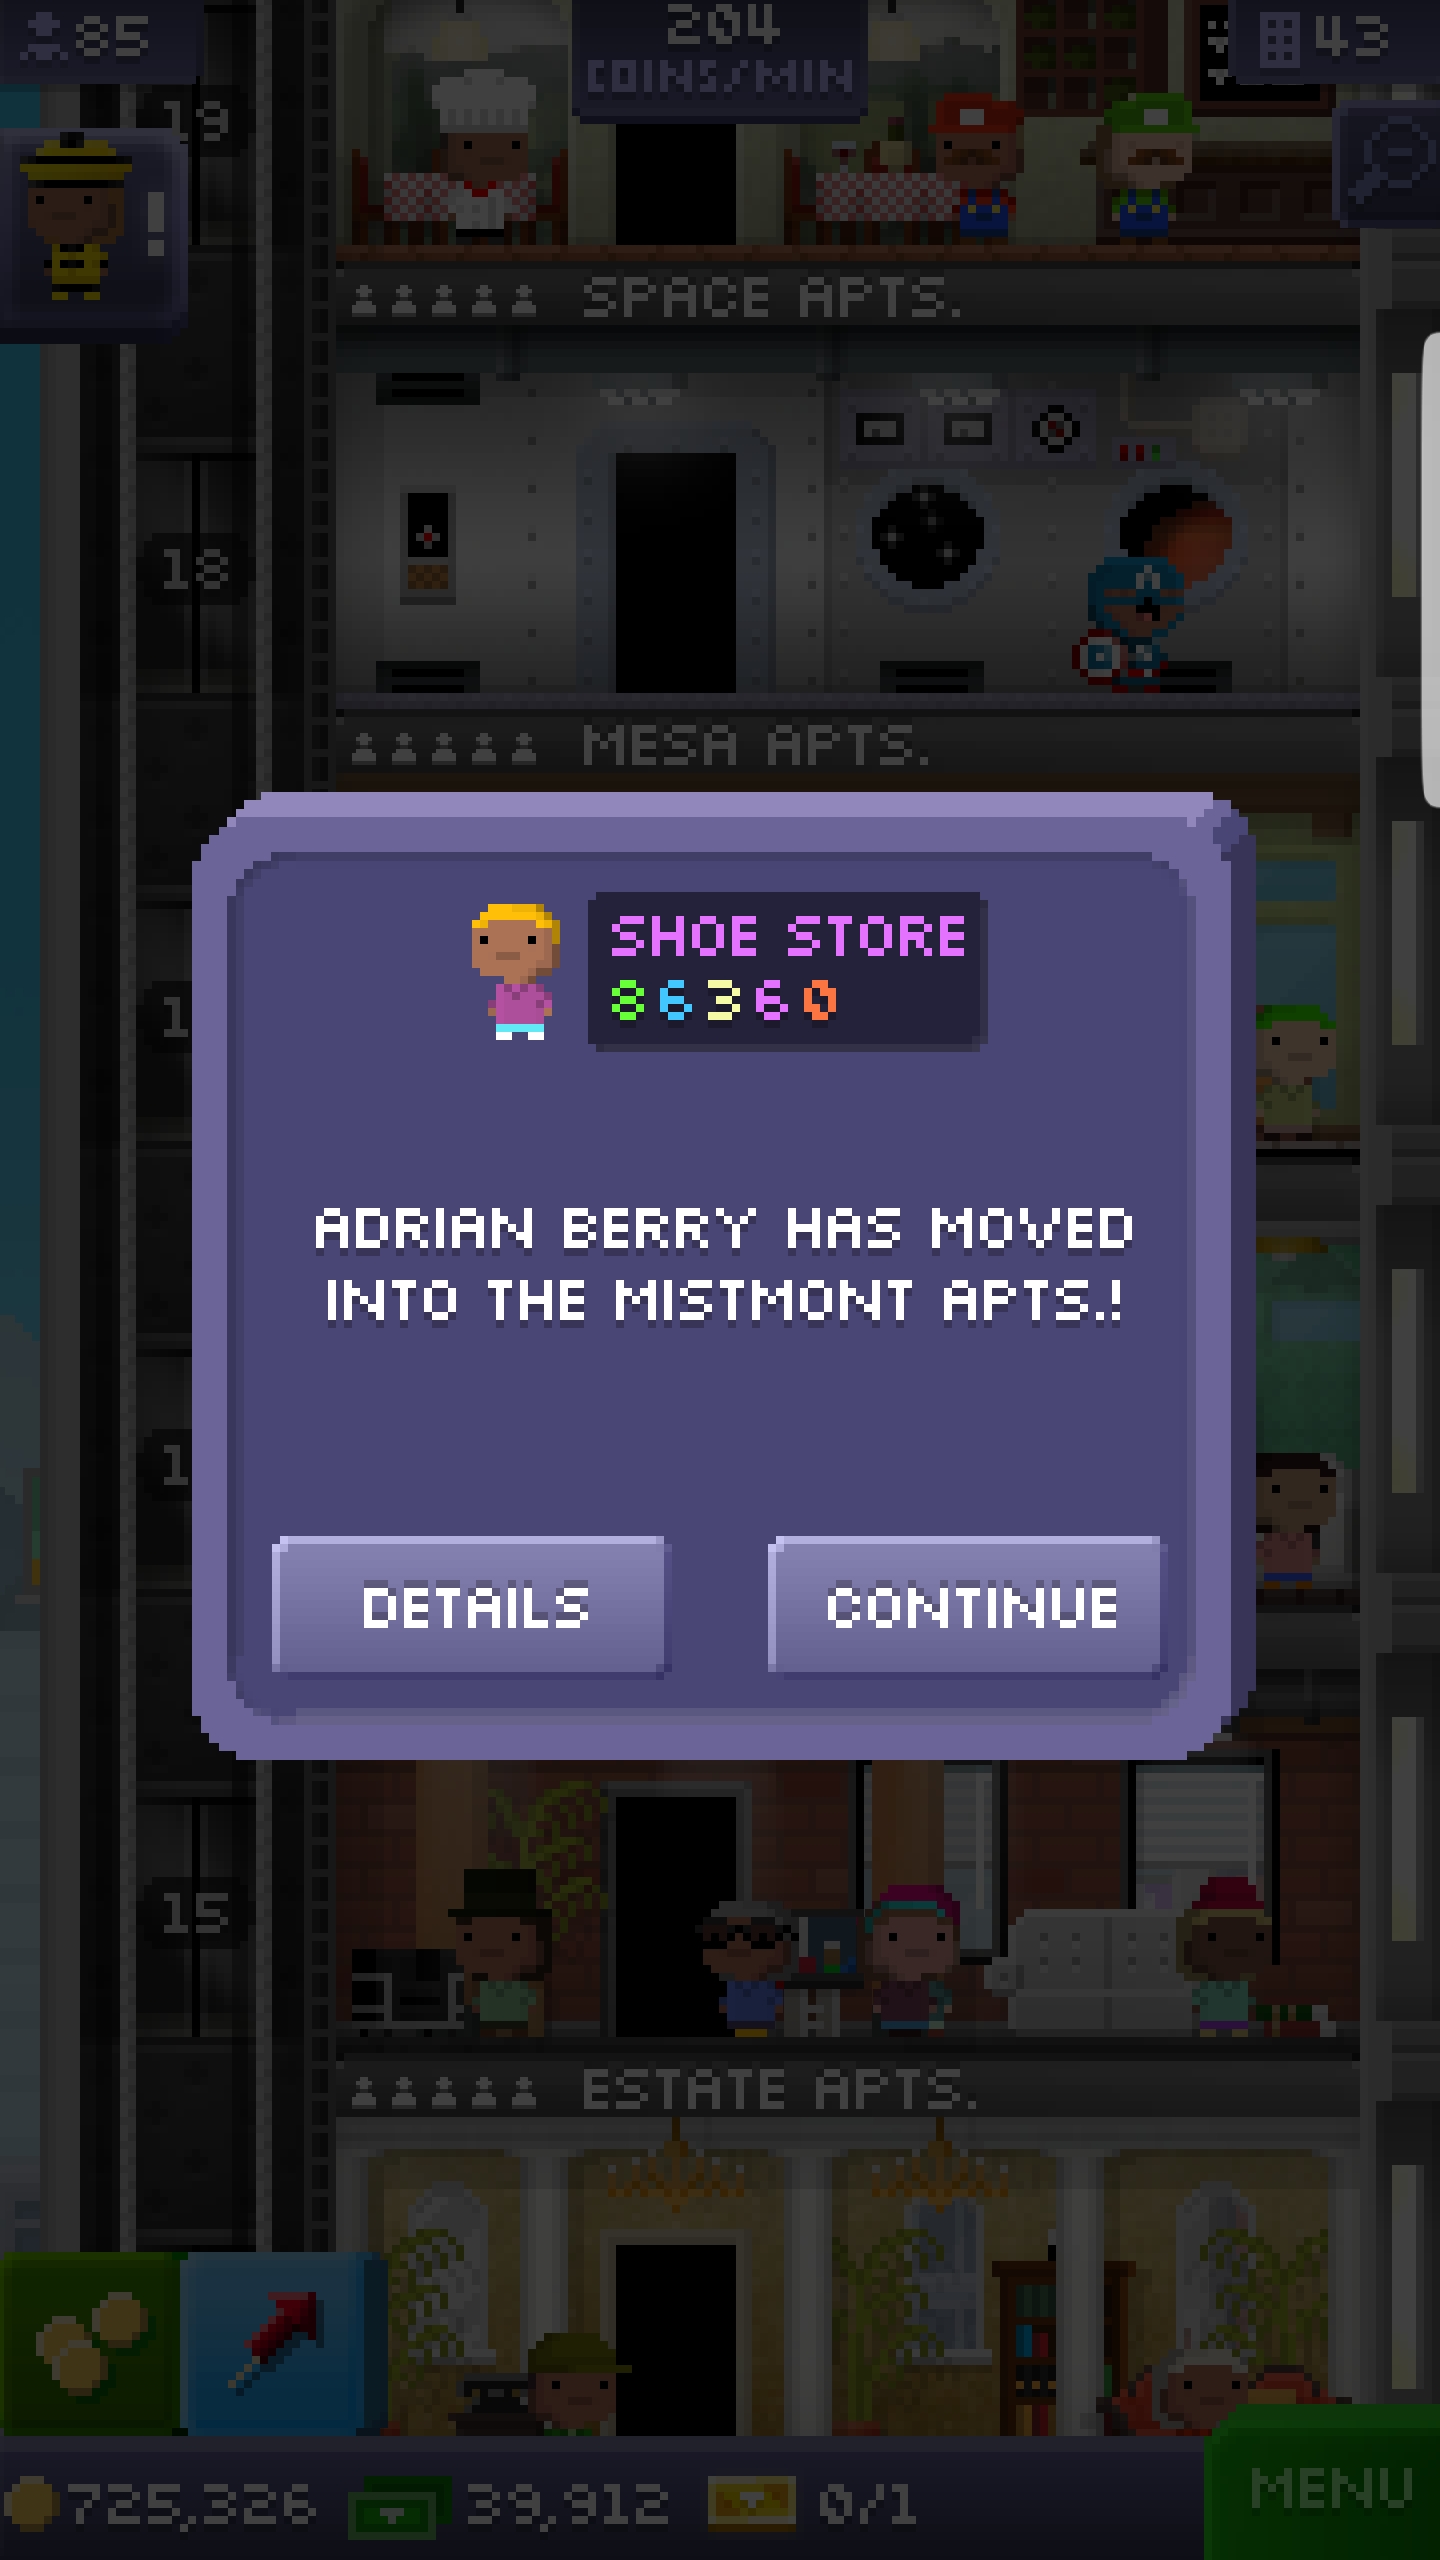 85
204
COINS/MIN
43
19
SPACE APTS.
18
MESA APTS.
SHOE STORE
86360
ADRIAN BERRY HAS MOVED
INTO THE MISTMONT APTS.!
DETAILS
CONTINUE
15
ESTATE APTS.
725,326
39,912
0/1
MENU